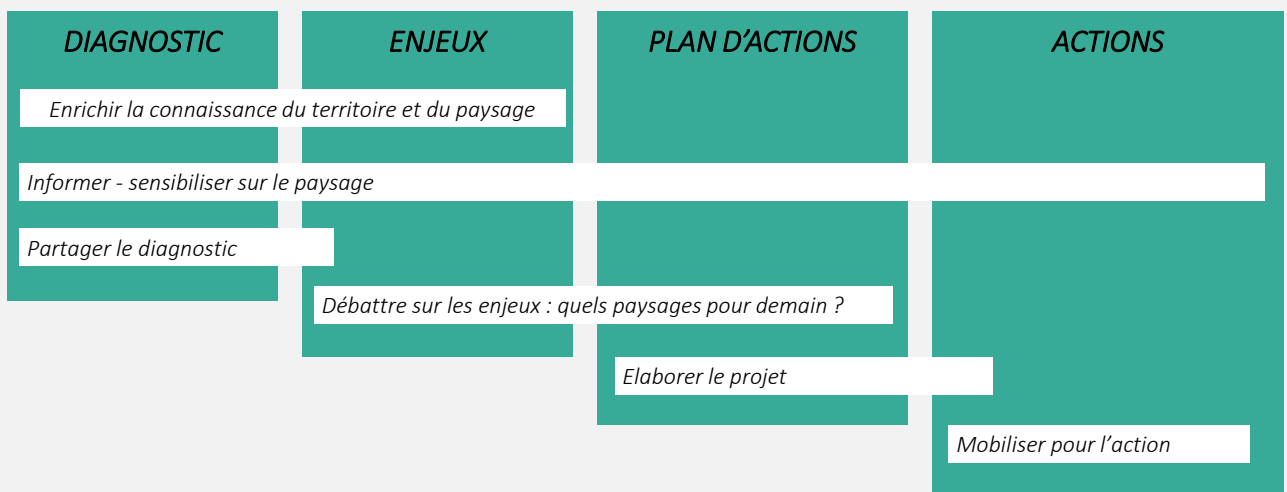 DIAGNOSTIC
ENJEUX
PLAN D’ACTIONS
ACTIONS
Enrichir la connaissance du territoire et du paysage
Informer - sensibiliser sur le paysage
Partager le diagnostic
Débattre sur les enjeux : quels paysages pour demain ?
Elaborer le projet
Mobiliser pour l’action